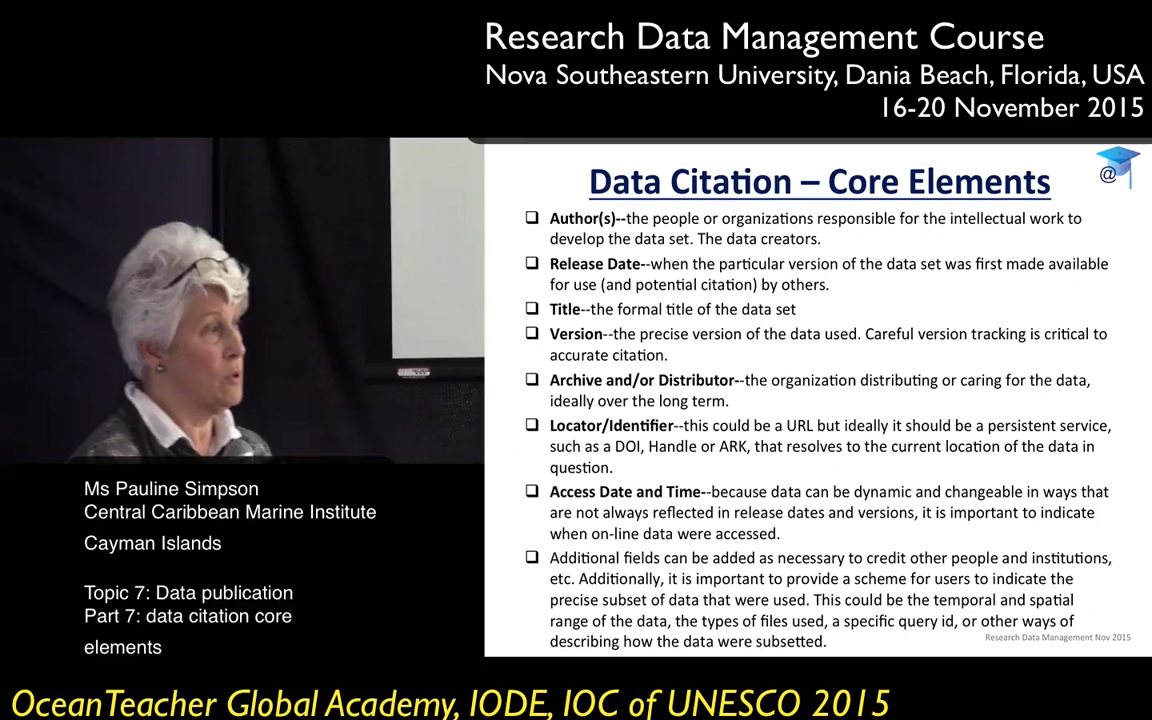 Research Data Management Course
Nova Southeastern University, Dania Beach, Florida, USA
16-20 November 2015
Data Citation – Core Elements
@
Author(s)--the people or organizations responsible for the intellectual work to
develop the data set. The data creators.
Release Date--when the particular version of the data set was first made available
for use (and potential citation) by others.
Title--the formal title of the data set
Version--the precise version of the data used. Careful version tracking is critical to
accurate citation.
Archive and/or Distributor--the organization distributing or caring for the data,
ideally over the long term.
Locator/Identifier--this could be a URL but ideally it should be a persistent service,
such as a DOI, Handle or ARK, that resolves to the current location of the data in
question.
Access Date and Time--because data can be dynamic and changeable in ways that
are not always reflected in release dates and versions, it is important to indicate
when on-line data were accessed.
Additional fields can be added as necessary to credit other people and institutions,
etc. Additionally, it is important to provide a scheme for users to indicate the
precise subset of data that were used. This could be the temporal and spatial
range of the data, the types of files used, a specific query id, or other ways of
describing how the data were subsetted.
Research Data Management Nov 2015
Ms Pauline Simpson
Central Caribbean Marine Institute
Cayman Islands
Topic 7: Data publication
Part 7: data citation core
elements
OceanTeacher Global Academy, IODE, IOC of UNESCO 2015